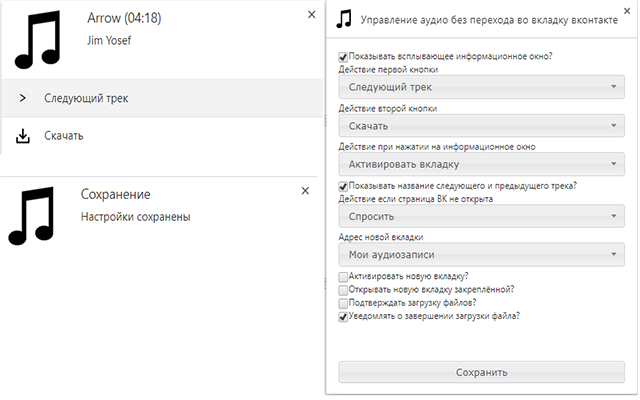 Arrow (04:18)
Jim Yosef
Следующий трек
Скачать
Сохранение
Настройки сохранены
Управление аудио без перехода во вкладку вконтакте
Показывать всплывающее информационное окно?
Действие первой кнопки
Следующий трек
Действие второй кнопки
Скачать
Действие при нажатии на информационное окно
Активировать вкладку
Показывать название следующего и предыдущего трека?
Действие если страница ВК не открыта
Спросить
Адрес новой вкладки
Мои аудиозаписи
Активировать новую вкладку?
Открывать новую вкладку закреплённой?
Подтверждать загрузку файлов?
Уведомлять о завершении загрузки файла?
Сохранить